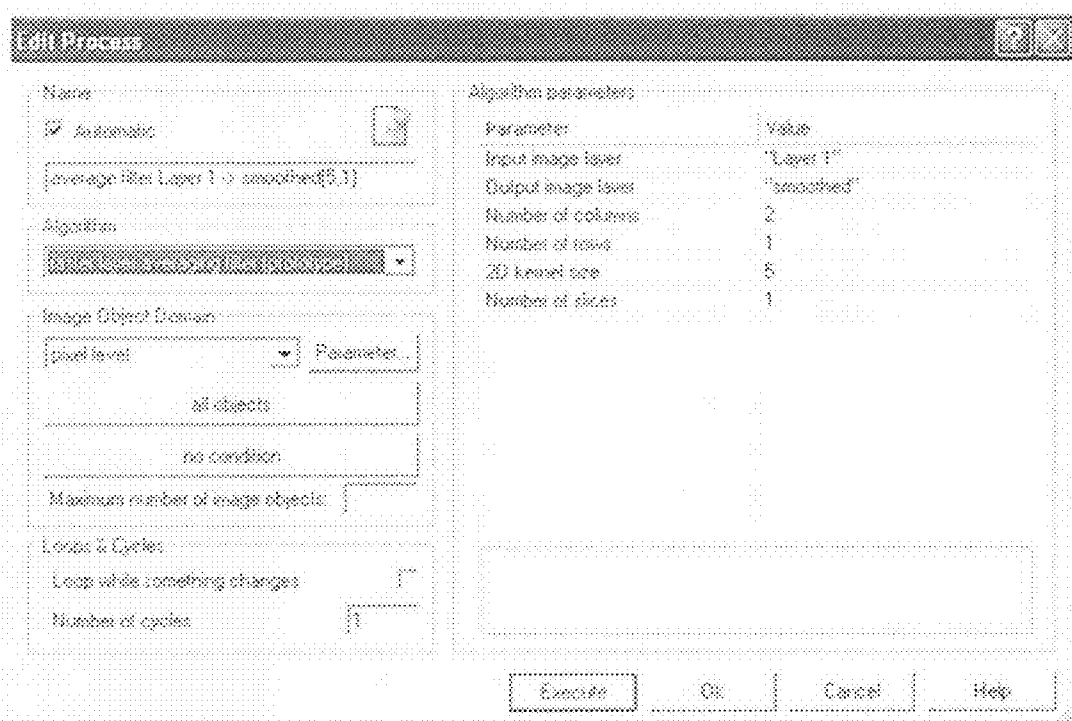 Edit Process
Name
Automatic
average filter Layer 1 -> smoothed[5,1]
Algorithm
Image Object Domain
pixel level
Parameter...
all objects
no condition
Maximum number of image objects:
Loops & Cycles
Loop while something changes
Number of cycles
1
Algorithm parameters
Parameter Value
Input image layer "Layer 1"
Output image layer "smoothed"
Number of columns 2
Number of rows 1
2D kernel size 5
Number of slices 1
Execute
Ok
Cancel
Help